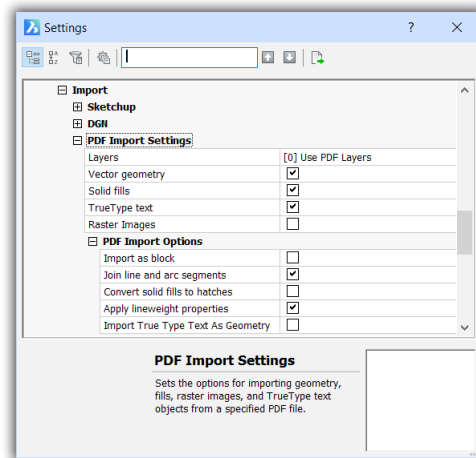 Settings
?
Import
Sketchup
DGN
PDF Import Settings
Layers [0] Use PDF Layers
Vector geometry
Solid fills
TrueType text
Raster Images
PDF Import Options
Import as block
Join line and arc segments
Convert solid fills to hatches
Apply lineweight properties
Import True Type Text As Geometry
PDF Import Settings
Sets the options for importing geometry,
fills, raster images, and TrueType text
objects from a specified PDF file.